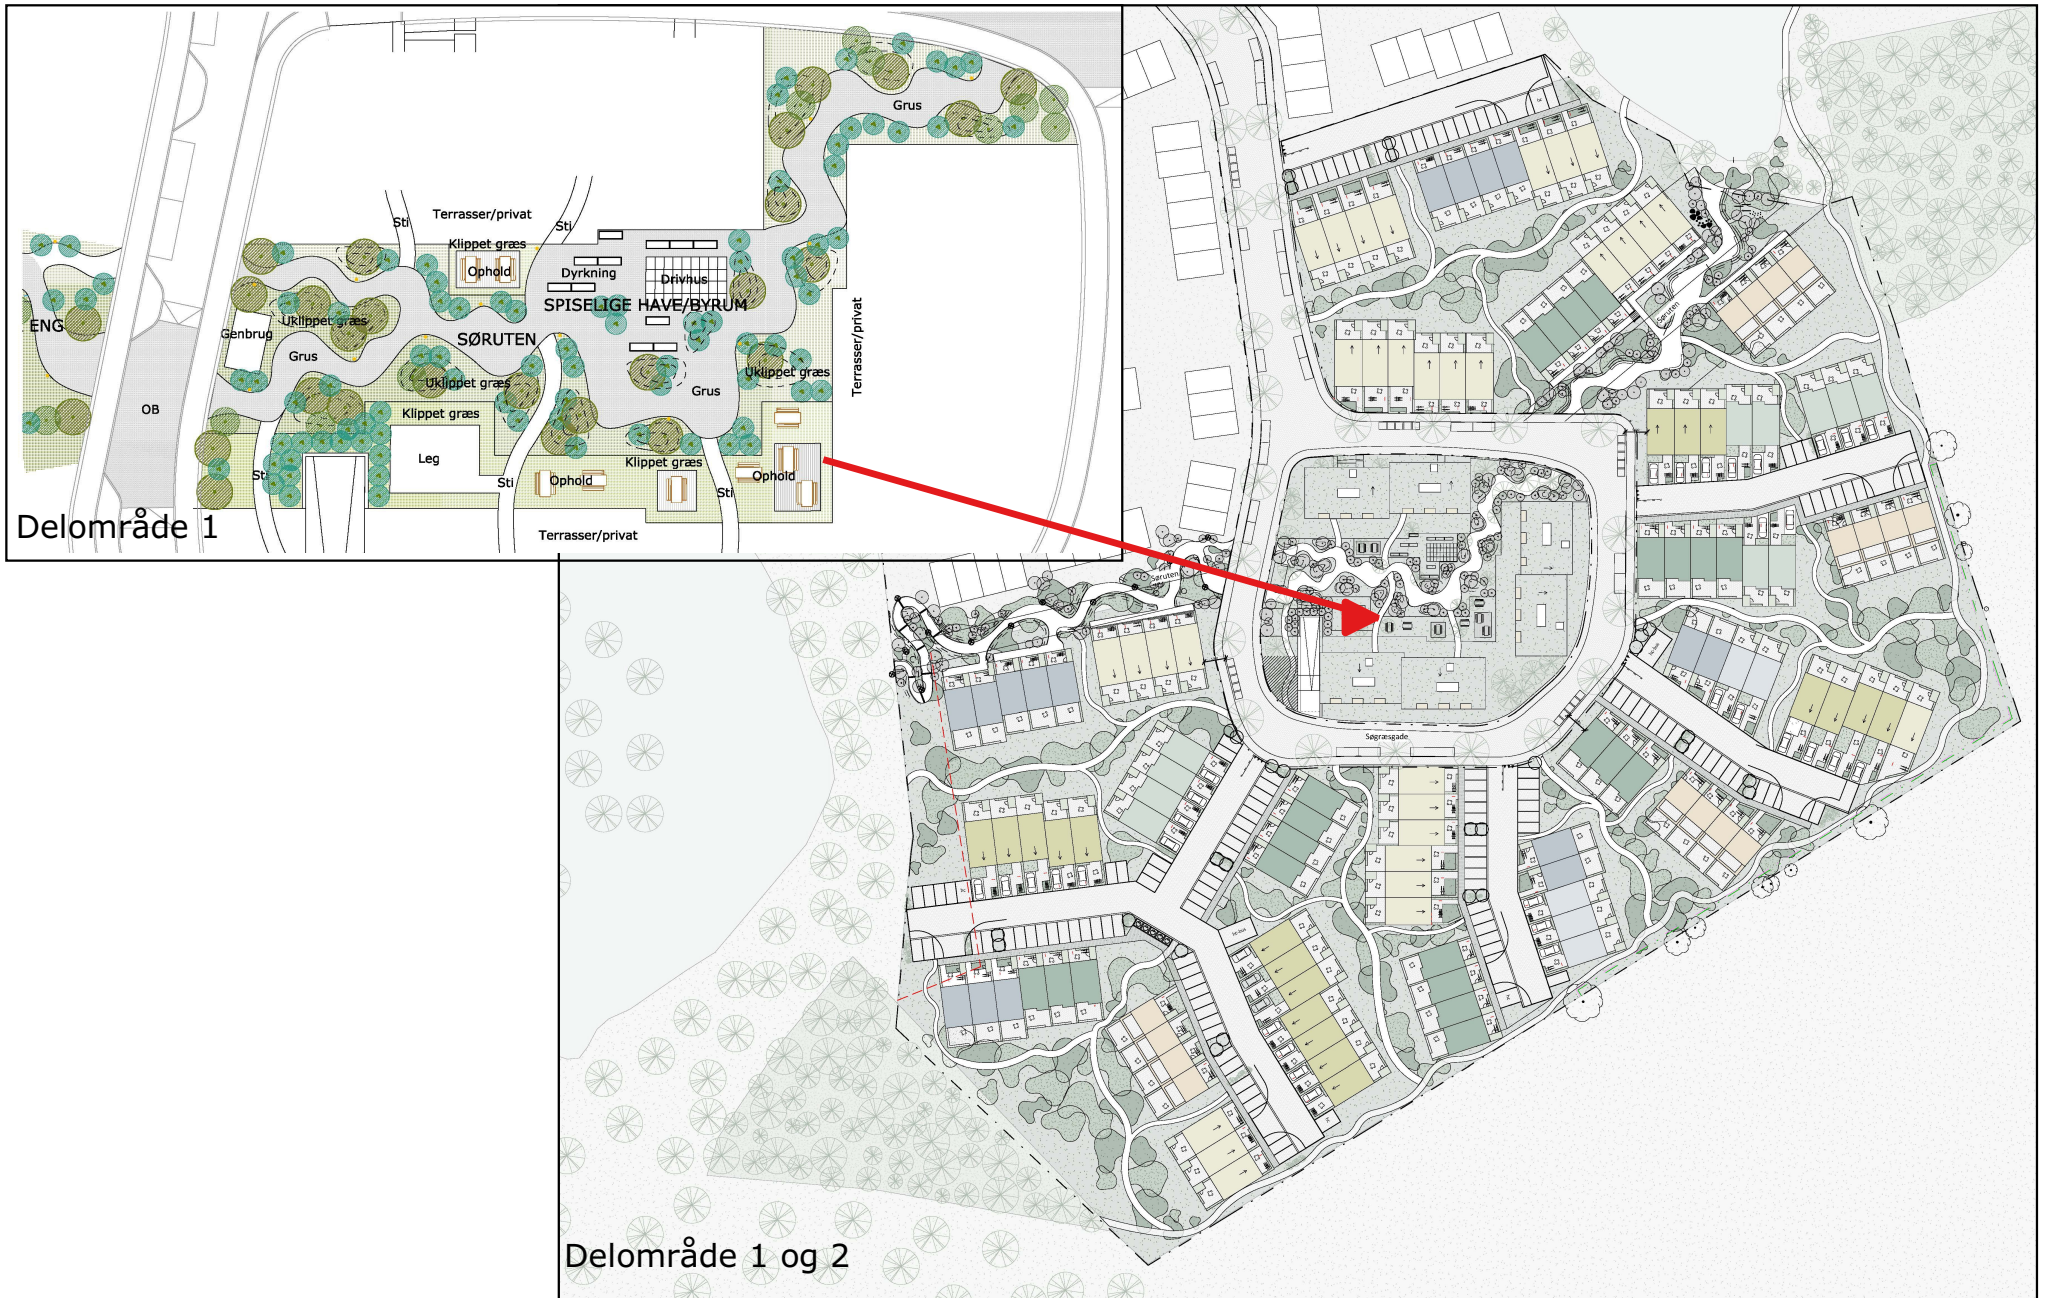 Grus
Sti
Terrasser/privat
Sti
Klippet græs
Ophold
Dyrkning
Drivhus
SPISELIGE HAVE/BYRUM
ENG
Uklippet græs
Genbrug
SØRUTEN
Grus
Terrasser/privat
Uklippet græs
Uklippet græs
Grus
OB
Klippet græs
Leg
Klippet græs
Sti
Sti
Ophold
Sti
Ophold
Delområde 1
Terrasser/privat
Søruten
Søruten
Søgræsgade
Delområde 1 og 2